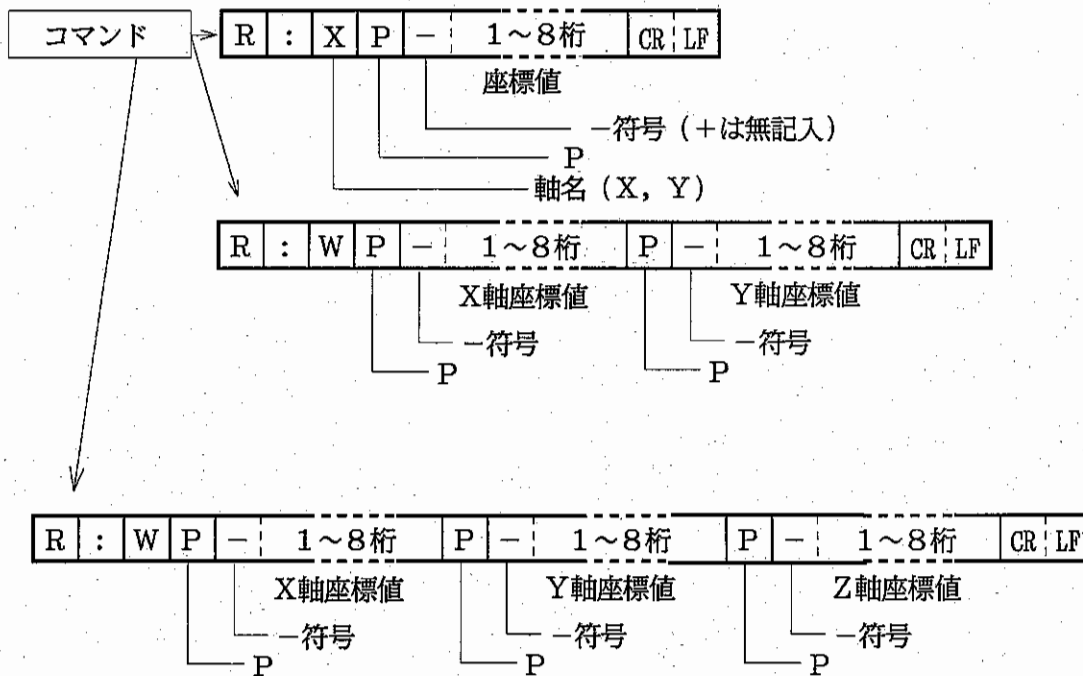 コマンド
R : X P － 1～8桁 CR LF
座標値
－符号（＋は無記入）
P
軸名（X, Y）
R : W P － 1～8桁 P － 1～8桁 CR LF
X軸座標値 Y軸座標値
－符号 －符号
P P
R : W P － 1～8桁 P － 1～8桁 P － 1～8桁 CR LF
X軸座標値 Y軸座標値 Z軸座標値
－符号 －符号 －符号
P P P